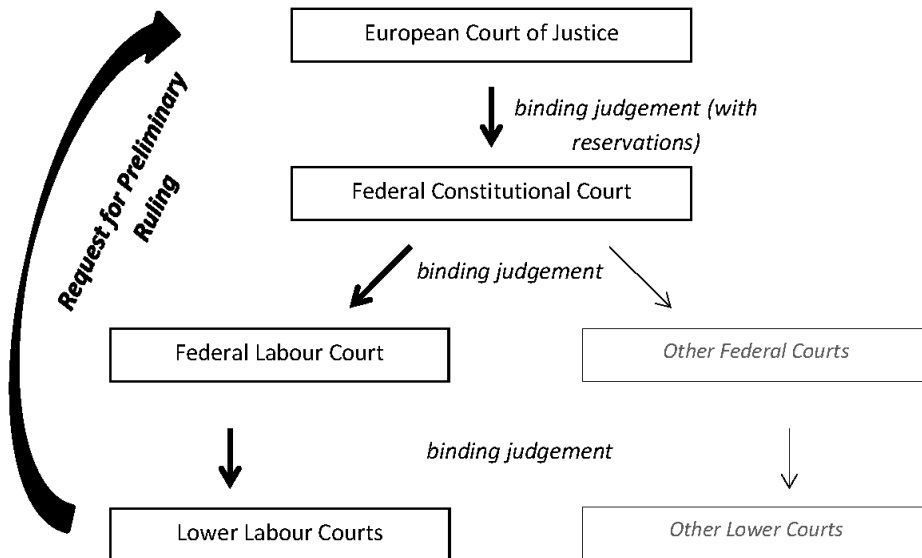 European Court of Justice
binding judgement (with
reservations)
Request for Preliminary
Ruling
Federal Constitutional Court
binding judgement
Federal Labour Court
Other Federal Courts
binding judgement
Lower Labour Courts
Other Lower Courts